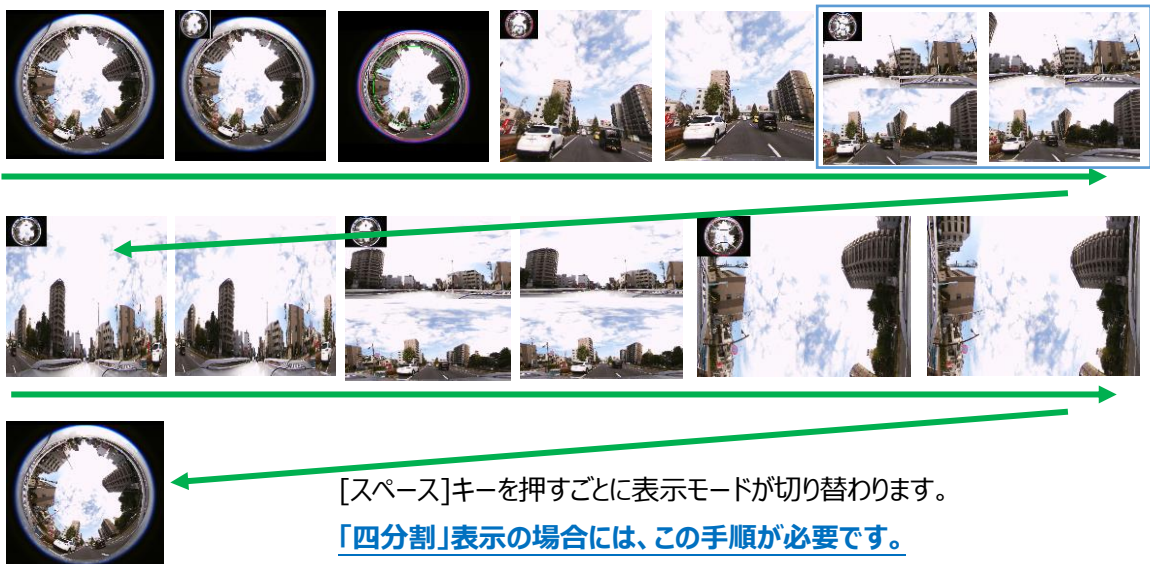 [スペース]キーを押すごとに表示モードが切り替わります。
「四分割」表示の場合には、この手順が必要です。